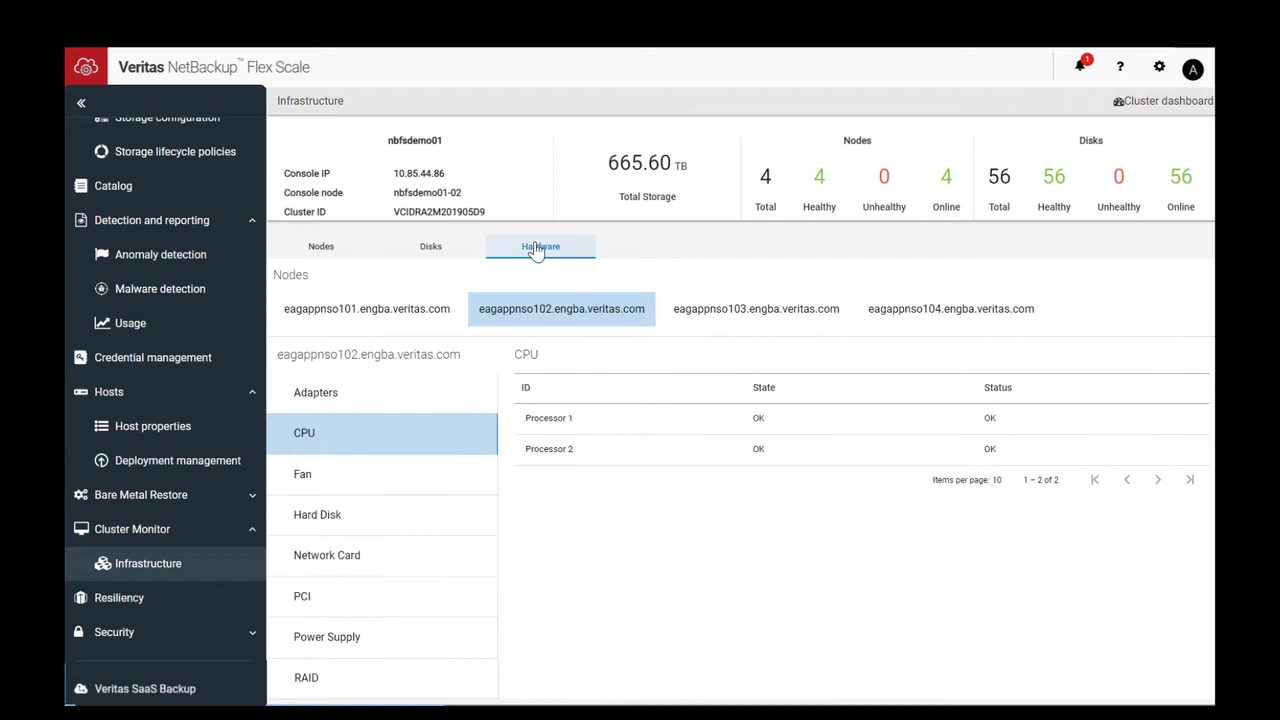 Veritas NetBackup™ Flex Scale
1
?
A
Storage configuration
Storage lifecycle policies
Catalog
Detection and reporting
Anomaly detection
Malware detection
Usage
Credential management
Hosts
Host properties
Deployment management
Bare Metal Restore
Cluster Monitor
Infrastructure
Resiliency
Security
Veritas SaaS Backup
Infrastructure
Cluster dashboard
nbfsdemo01
Console IP 10.85.44.86
Console node nbfsdemo01-02
Cluster ID VCIDRA2M201905D9
665.60 TB
Total Storage
Nodes
4 4 0 4
Total Healthy Unhealthy Online
Disks
56 56 0 56
Total Healthy Unhealthy Online
Nodes Disks Hardware
Nodes
eagappnso101.engba.veritas.com eagappnso102.engba.veritas.com eagappnso103.engba.veritas.com eagappnso104.engba.veritas.com
eagappnso102.engba.veritas.com
Adapters
CPU
Fan
Hard Disk
Network Card
PCI
Power Supply
RAID
CPU
ID State Status
Processor 1 OK OK
Processor 2 OK OK
Items per page: 10 1 – 2 of 2